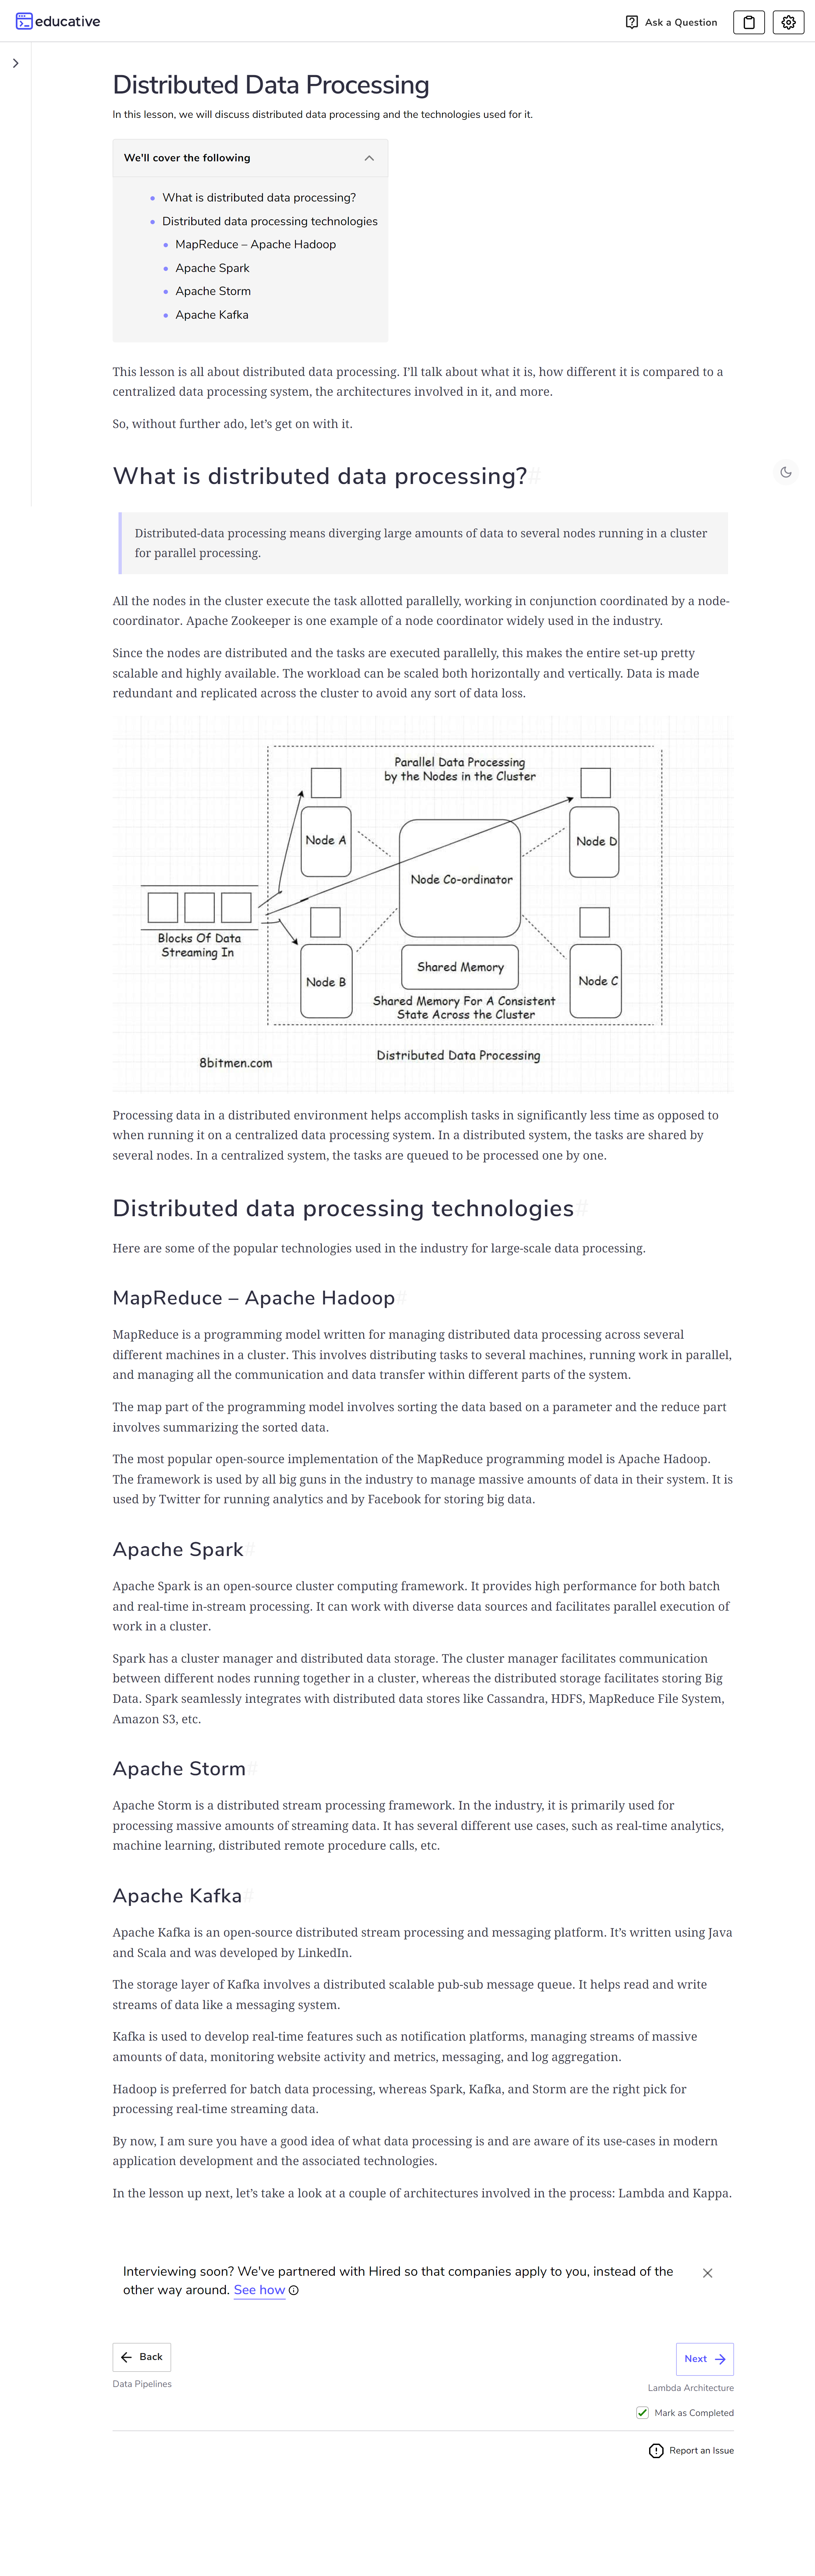 educative
Ask a Question
Distributed Data Processing
In this lesson, we will discuss distributed data processing and the technologies used for it.
We'll cover the following
What is distributed data processing?
Distributed data processing technologies
MapReduce – Apache Hadoop
Apache Spark
Apache Storm
Apache Kafka
This lesson is all about distributed data processing. I’ll talk about what it is, how different it is compared to a
centralized data processing system, the architectures involved in it, and more.
So, without further ado, let’s get on with it.
What is distributed data processing?#
Distributed-data processing means diverging large amounts of data to several nodes running in a cluster
for parallel processing.
All the nodes in the cluster execute the task allotted parallelly, working in conjunction coordinated by a node-
coordinator. Apache Zookeeper is one example of a node coordinator widely used in the industry.
Since the nodes are distributed and the tasks are executed parallelly, this makes the entire set-up pretty
scalable and highly available. The workload can be scaled both horizontally and vertically. Data is made
redundant and replicated across the cluster to avoid any sort of data loss.
Parallel Data Processing
by the Nodes in the Cluster
Node A
Node D
Node Co-ordinator
Blocks Of Data
Streaming In
Shared Memory
Node B
Node C
Shared Memory For A Consistent
State Across the Cluster
Distributed Data Processing
8bitmen.com
Processing data in a distributed environment helps accomplish tasks in significantly less time as opposed to
when running it on a centralized data processing system. In a distributed system, the tasks are shared by
several nodes. In a centralized system, the tasks are queued to be processed one by one.
Distributed data processing technologies#
Here are some of the popular technologies used in the industry for large-scale data processing.
MapReduce – Apache Hadoop#
MapReduce is a programming model written for managing distributed data processing across several
different machines in a cluster. This involves distributing tasks to several machines, running work in parallel,
and managing all the communication and data transfer within different parts of the system.
The map part of the programming model involves sorting the data based on a parameter and the reduce part
involves summarizing the sorted data.
The most popular open-source implementation of the MapReduce programming model is Apache Hadoop.
The framework is used by all big guns in the industry to manage massive amounts of data in their system. It is
used by Twitter for running analytics and by Facebook for storing big data.
Apache Spark#
Apache Spark is an open-source cluster computing framework. It provides high performance for both batch
and real-time in-stream processing. It can work with diverse data sources and facilitates parallel execution of
work in a cluster.
Spark has a cluster manager and distributed data storage. The cluster manager facilitates communication
between different nodes running together in a cluster, whereas the distributed storage facilitates storing Big
Data. Spark seamlessly integrates with distributed data stores like Cassandra, HDFS, MapReduce File System,
Amazon S3, etc.
Apache Storm#
Apache Storm is a distributed stream processing framework. In the industry, it is primarily used for
processing massive amounts of streaming data. It has several different use cases, such as real-time analytics,
machine learning, distributed remote procedure calls, etc.
Apache Kafka#
Apache Kafka is an open-source distributed stream processing and messaging platform. It’s written using Java
and Scala and was developed by LinkedIn.
The storage layer of Kafka involves a distributed scalable pub-sub message queue. It helps read and write
streams of data like a messaging system.
Kafka is used to develop real-time features such as notification platforms, managing streams of massive
amounts of data, monitoring website activity and metrics, messaging, and log aggregation.
Hadoop is preferred for batch data processing, whereas Spark, Kafka, and Storm are the right pick for
processing real-time streaming data.
By now, I am sure you have a good idea of what data processing is and are aware of its use-cases in modern
application development and the associated technologies.
In the lesson up next, let’s take a look at a couple of architectures involved in the process: Lambda and Kappa.
Interviewing soon? We've partnered with Hired so that companies apply to you, instead of the
other way around. See how
Back
Next
Data Pipelines
Lambda Architecture
Mark as Completed
Report an Issue